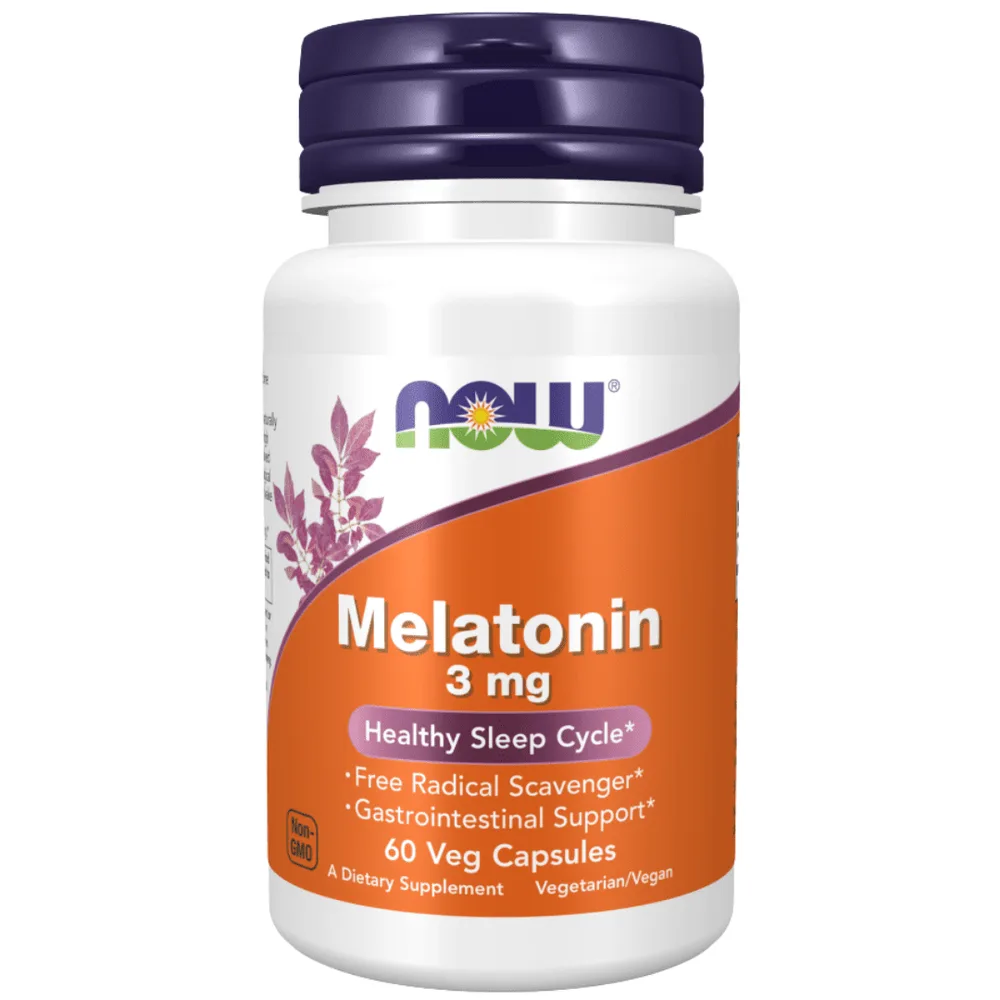 now®
Melatonin
3 mg
Healthy Sleep Cycle*
•Free Radical Scavenger*
•Gastrointestinal Support*
60 Veg Capsules
Non-
GMO
A Dietary Supplement Vegetarian/Vegan